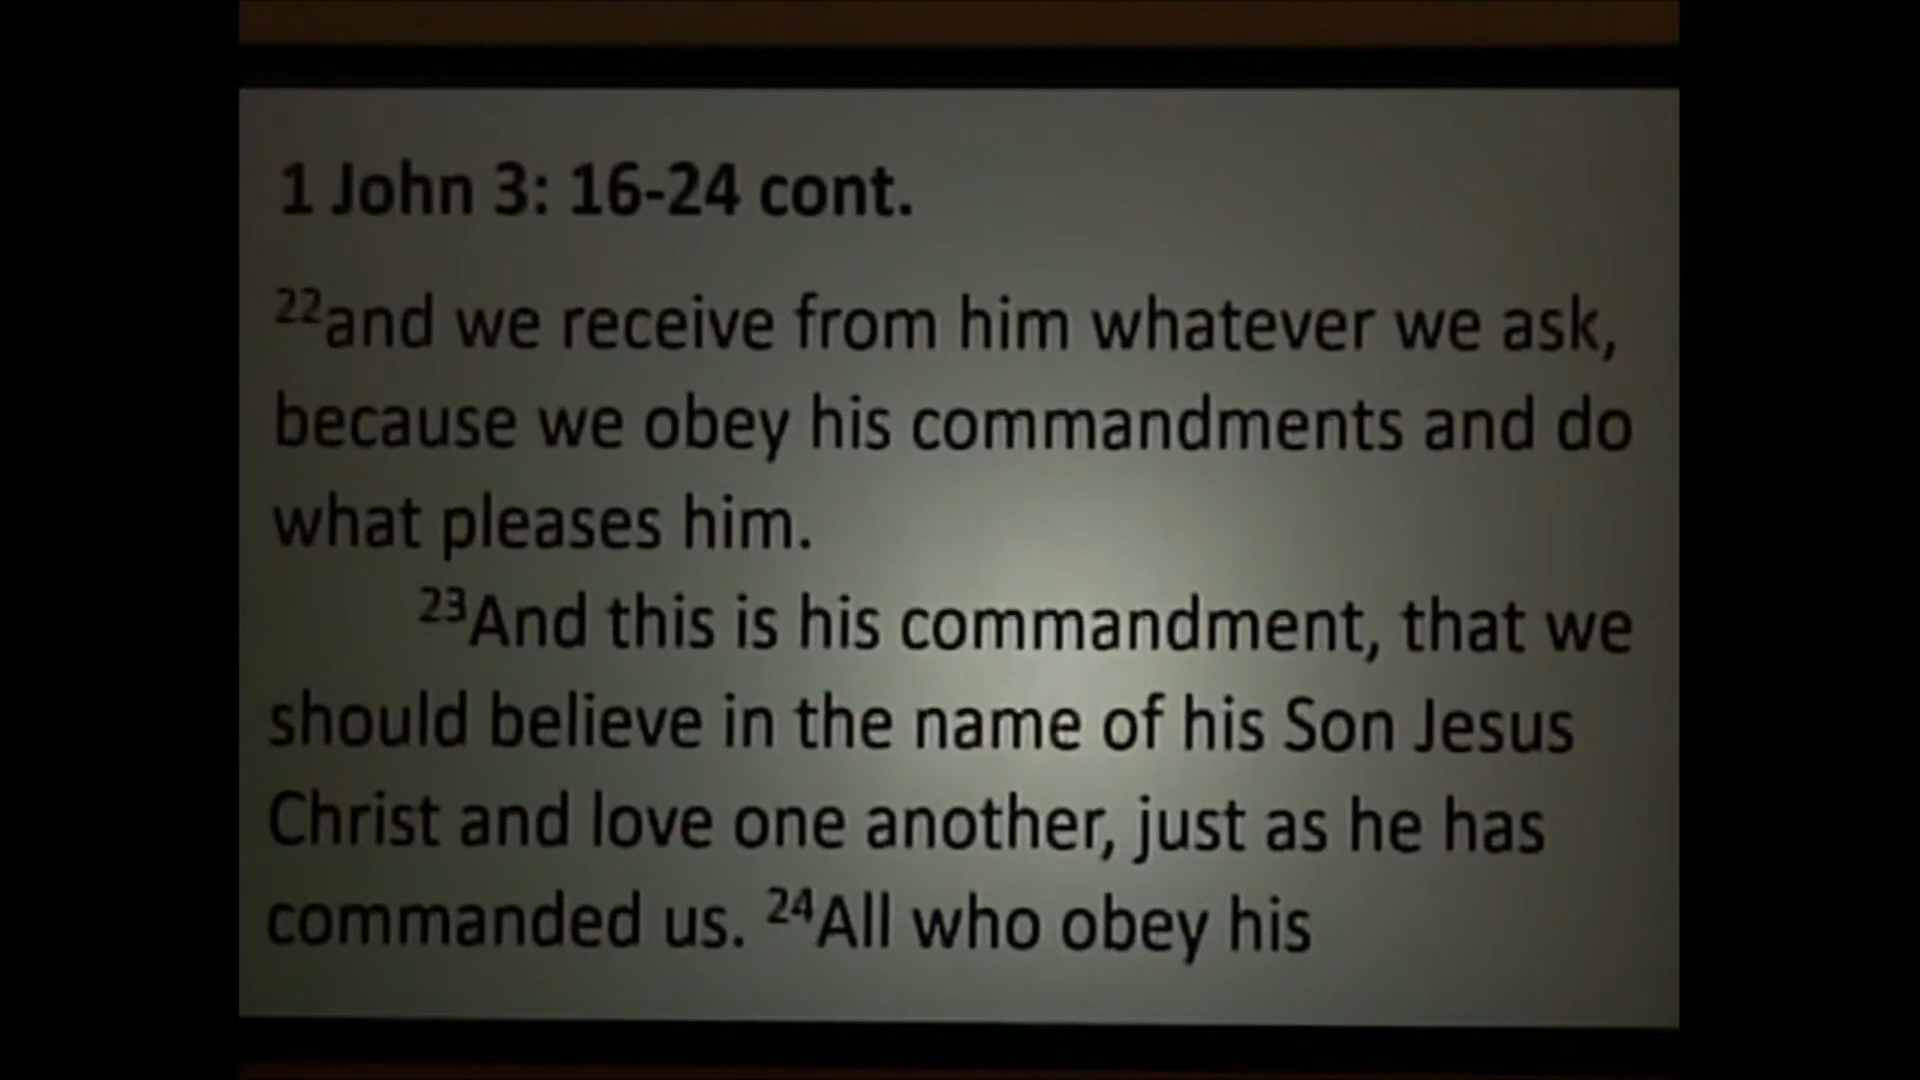 1 John 3: 16-24 cont.
22and we receive from him whatever we ask,
because we obey his commandments and do
what pleases him.
23And this is his commandment, that we
should believe in the name of his Son Jesus
Christ and love one another, just as he has
commanded us. 24All who obey his